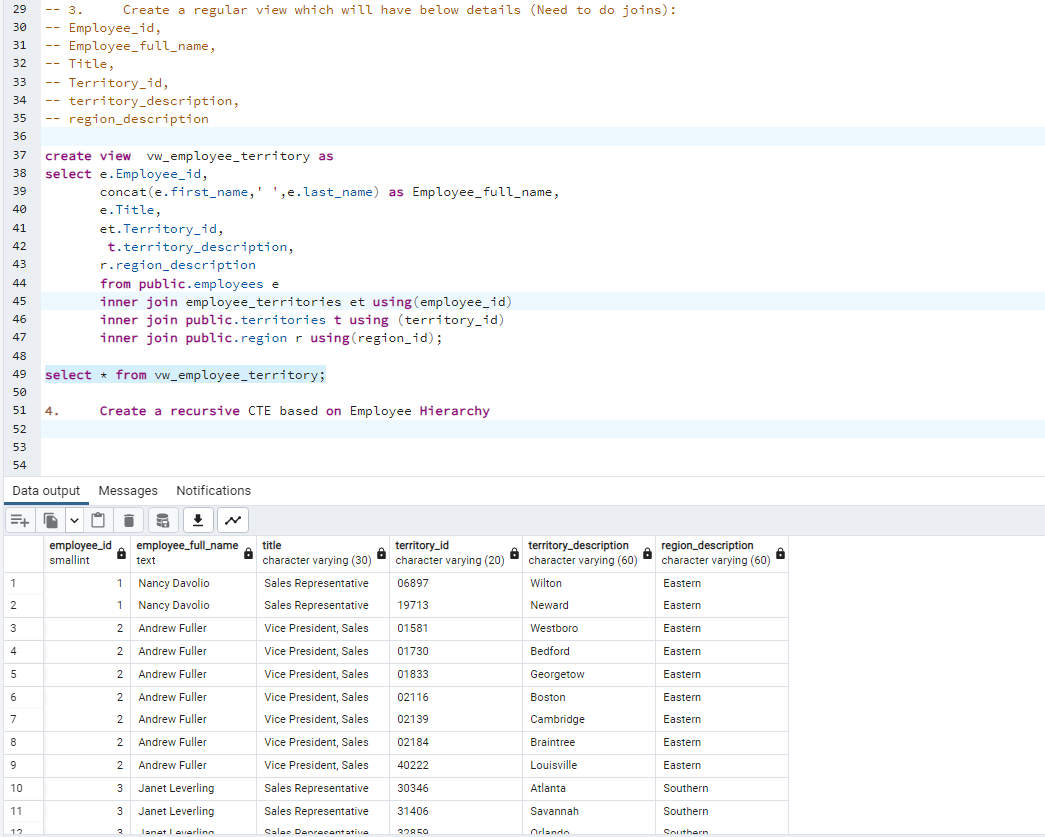 29 -- 3. Create a regular view which will have below details (Need to do joins):
30 -- Employee_id,
31 -- Employee_full_name,
32 -- Title,
33 -- Territory_id,
34 -- territory_description,
35 -- region_description
36
37 create view vw_employee_territory as
38 select e.Employee_id,
39 concat(e.first_name,' ',e.last_name) as Employee_full_name,
40 e.Title,
41 et.Territory_id,
42 t.territory_description,
43 r.region_description
44 from public.employees e
45 inner join employee_territories et using(employee_id)
46 inner join public.territories t using (territory_id)
47 inner join public.region r using(region_id);
48
49 select * from vw_employee_territory;
50
51 4. Create a recursive CTE based on Employee Hierarchy
52
53
54
Data output Messages Notifications
employee_id employee_full_name title territory_id territory_description region_description
smallint text character varying (30) character varying (20) character varying (60) character varying (60)
1 1 Nancy Davolio Sales Representative 06897 Wilton Eastern
2 1 Nancy Davolio Sales Representative 19713 Neward Eastern
3 2 Andrew Fuller Vice President, Sales 01581 Westboro Eastern
4 2 Andrew Fuller Vice President, Sales 01730 Bedford Eastern
5 2 Andrew Fuller Vice President, Sales 01833 Georgetow Eastern
6 2 Andrew Fuller Vice President, Sales 02116 Boston Eastern
7 2 Andrew Fuller Vice President, Sales 02139 Cambridge Eastern
8 2 Andrew Fuller Vice President, Sales 02184 Braintree Eastern
9 2 Andrew Fuller Vice President, Sales 40222 Louisville Eastern
10 3 Janet Leverling Sales Representative 30346 Atlanta Southern
11 3 Janet Leverling Sales Representative 31406 Savannah Southern
12 3 Janet Leverling Sales Representative 32859 Orlando Southern